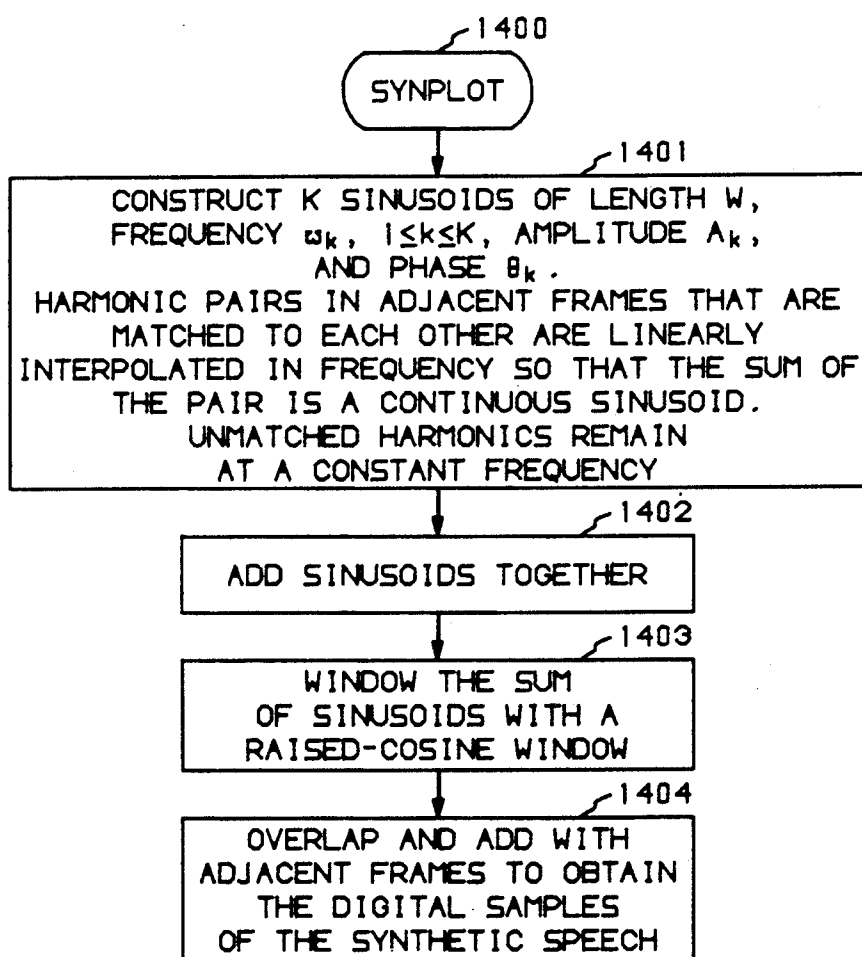 1400
SYNPLOT
1401
CONSTRUCT K SINUSOIDS OF LENGTH W,
FREQUENCY ωk, 1≤k≤K, AMPLITUDE Ak,
AND PHASE θk.
HARMONIC PAIRS IN ADJACENT FRAMES THAT ARE
MATCHED TO EACH OTHER ARE LINEARLY
INTERPOLATED IN FREQUENCY SO THAT THE SUM OF
THE PAIR IS A CONTINUOUS SINUSOID.
UNMATCHED HARMONICS REMAIN
AT A CONSTANT FREQUENCY
1402
ADD SINUSOIDS TOGETHER
1403
WINDOW THE SUM
OF SINUSOIDS WITH A
RAISED-COSINE WINDOW
1404
OVERLAP AND ADD WITH
ADJACENT FRAMES TO OBTAIN
THE DIGITAL SAMPLES
OF THE SYNTHETIC SPEECH